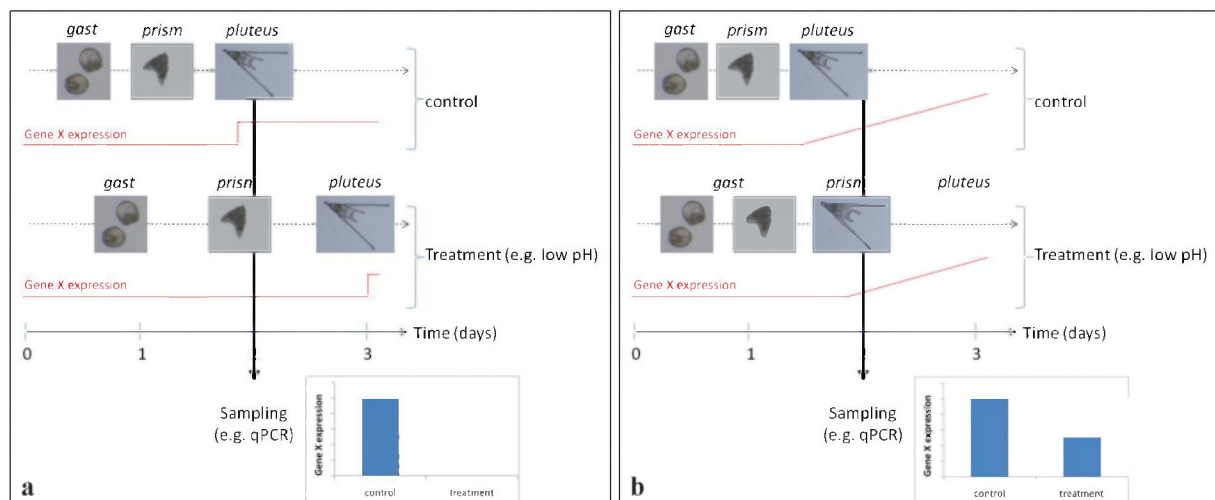 gast prism pluteus
control
Gene X expression
gast prism pluteus
Treatment (e.g. low pH)
Gene X expression
Time (days)
0 1 2 3
Sampling
(e.g. qPCR)
Gene X expression
control treatment
a
gast prism pluteus
control
Gene X expression
gast prism pluteus
Treatment (e.g. low pH)
Gene X expression
Time (days)
0 1 2 3
Sampling
(e.g. qPCR)
Gene X expression
control treatment
b